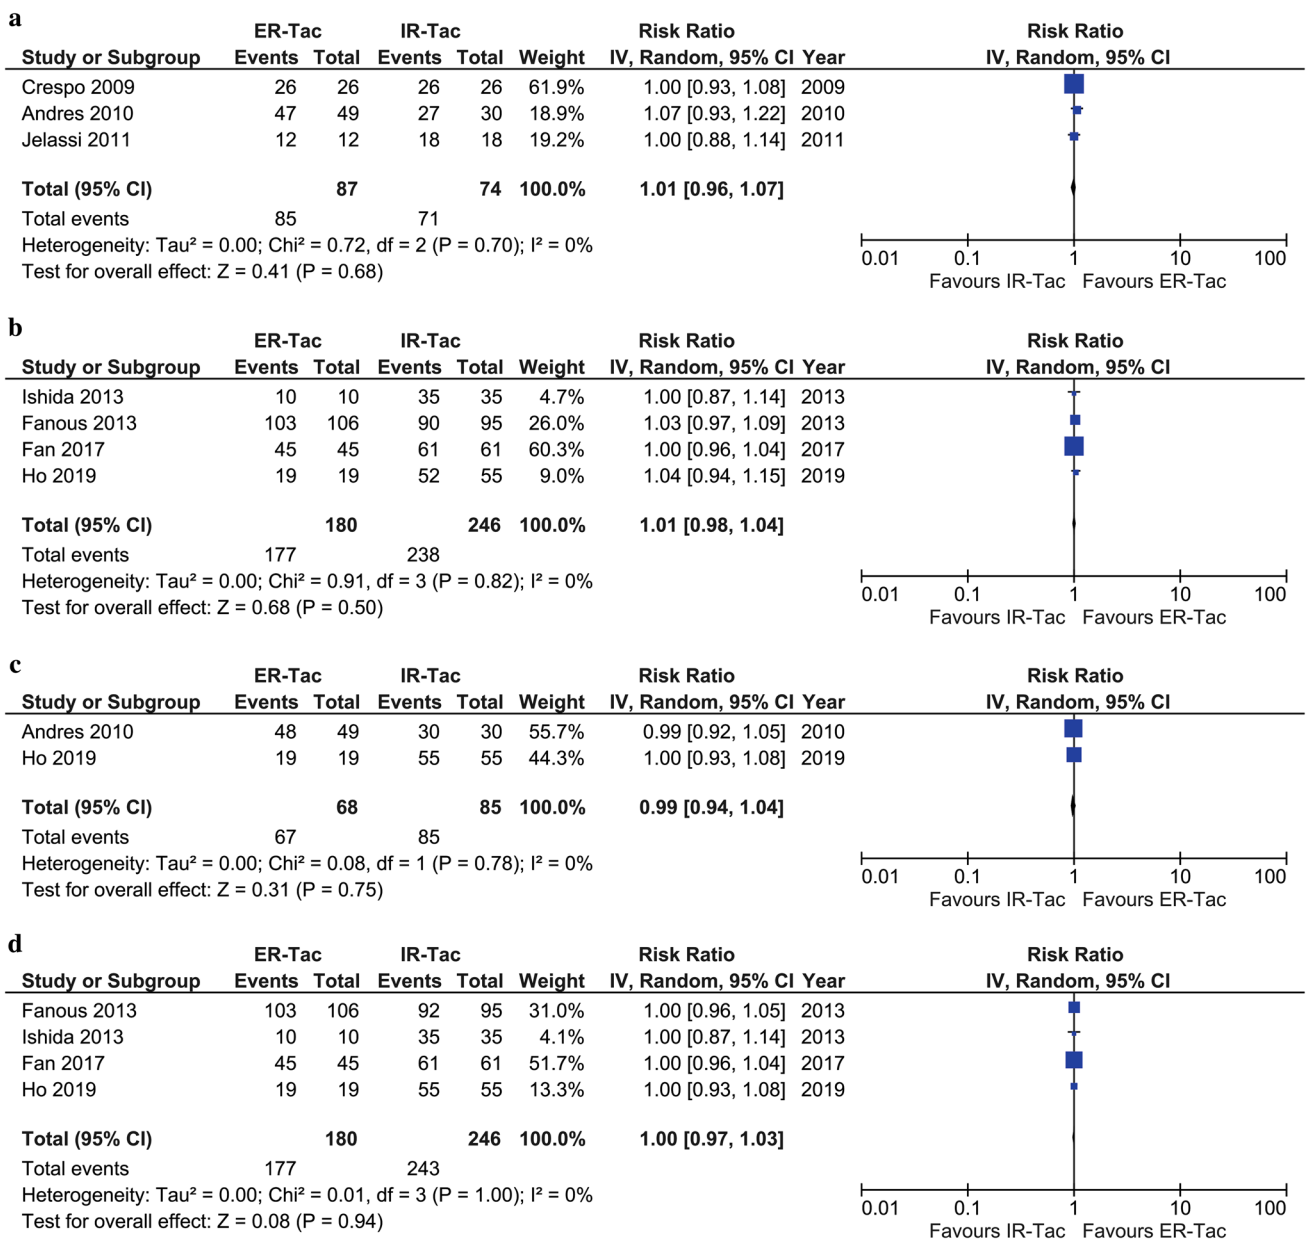 a
ER-Tac IR-Tac Risk Ratio Risk Ratio
Study or Subgroup Events Total Events Total Weight IV, Random, 95% CI Year IV, Random, 95% CI
Crespo 2009 26 26 26 26 61.9% 1.00 [0.93, 1.08] 2009
Andres 2010 47 49 27 30 18.9% 1.07 [0.93, 1.22] 2010
Jelassi 2011 12 12 18 18 19.2% 1.00 [0.88, 1.14] 2011
Total (95% CI) 87 74 100.0% 1.01 [0.96, 1.07]
Total events 85 71
Heterogeneity: Tau² = 0.00; Chi² = 0.72, df = 2 (P = 0.70); I² = 0%
Test for overall effect: Z = 0.41 (P = 0.68)
0.01 0.1 1 10 100
Favours IR-Tac Favours ER-Tac
b
ER-Tac IR-Tac Risk Ratio Risk Ratio
Study or Subgroup Events Total Events Total Weight IV, Random, 95% CI Year IV, Random, 95% CI
Ishida 2013 10 10 35 35 4.7% 1.00 [0.87, 1.14] 2013
Fanous 2013 103 106 90 95 26.0% 1.03 [0.97, 1.09] 2013
Fan 2017 45 45 61 61 60.3% 1.00 [0.96, 1.04] 2017
Ho 2019 19 19 52 55 9.0% 1.04 [0.94, 1.15] 2019
Total (95% CI) 180 246 100.0% 1.01 [0.98, 1.04]
Total events 177 238
Heterogeneity: Tau² = 0.00; Chi² = 0.91, df = 3 (P = 0.82); I² = 0%
Test for overall effect: Z = 0.68 (P = 0.50)
0.01 0.1 1 10 100
Favours IR-Tac Favours ER-Tac
c
ER-Tac IR-Tac Risk Ratio Risk Ratio
Study or Subgroup Events Total Events Total Weight IV, Random, 95% CI Year IV, Random, 95% CI
Andres 2010 48 49 30 30 55.7% 0.99 [0.92, 1.05] 2010
Ho 2019 19 19 55 55 44.3% 1.00 [0.93, 1.08] 2019
Total (95% CI) 68 85 100.0% 0.99 [0.94, 1.04]
Total events 67 85
Heterogeneity: Tau² = 0.00; Chi² = 0.08, df = 1 (P = 0.78); I² = 0%
Test for overall effect: Z = 0.31 (P = 0.75)
0.01 0.1 1 10 100
Favours IR-Tac Favours ER-Tac
d
ER-Tac IR-Tac Risk Ratio Risk Ratio
Study or Subgroup Events Total Events Total Weight IV, Random, 95% CI Year IV, Random, 95% CI
Fanous 2013 103 106 92 95 31.0% 1.00 [0.96, 1.05] 2013
Ishida 2013 10 10 35 35 4.1% 1.00 [0.87, 1.14] 2013
Fan 2017 45 45 61 61 51.7% 1.00 [0.96, 1.04] 2017
Ho 2019 19 19 55 55 13.3% 1.00 [0.93, 1.08] 2019
Total (95% CI) 180 246 100.0% 1.00 [0.97, 1.03]
Total events 177 243
Heterogeneity: Tau² = 0.00; Chi² = 0.01, df = 3 (P = 1.00); I² = 0%
Test for overall effect: Z = 0.08 (P = 0.94)
0.01 0.1 1 10 100
Favours IR-Tac Favours ER-Tac